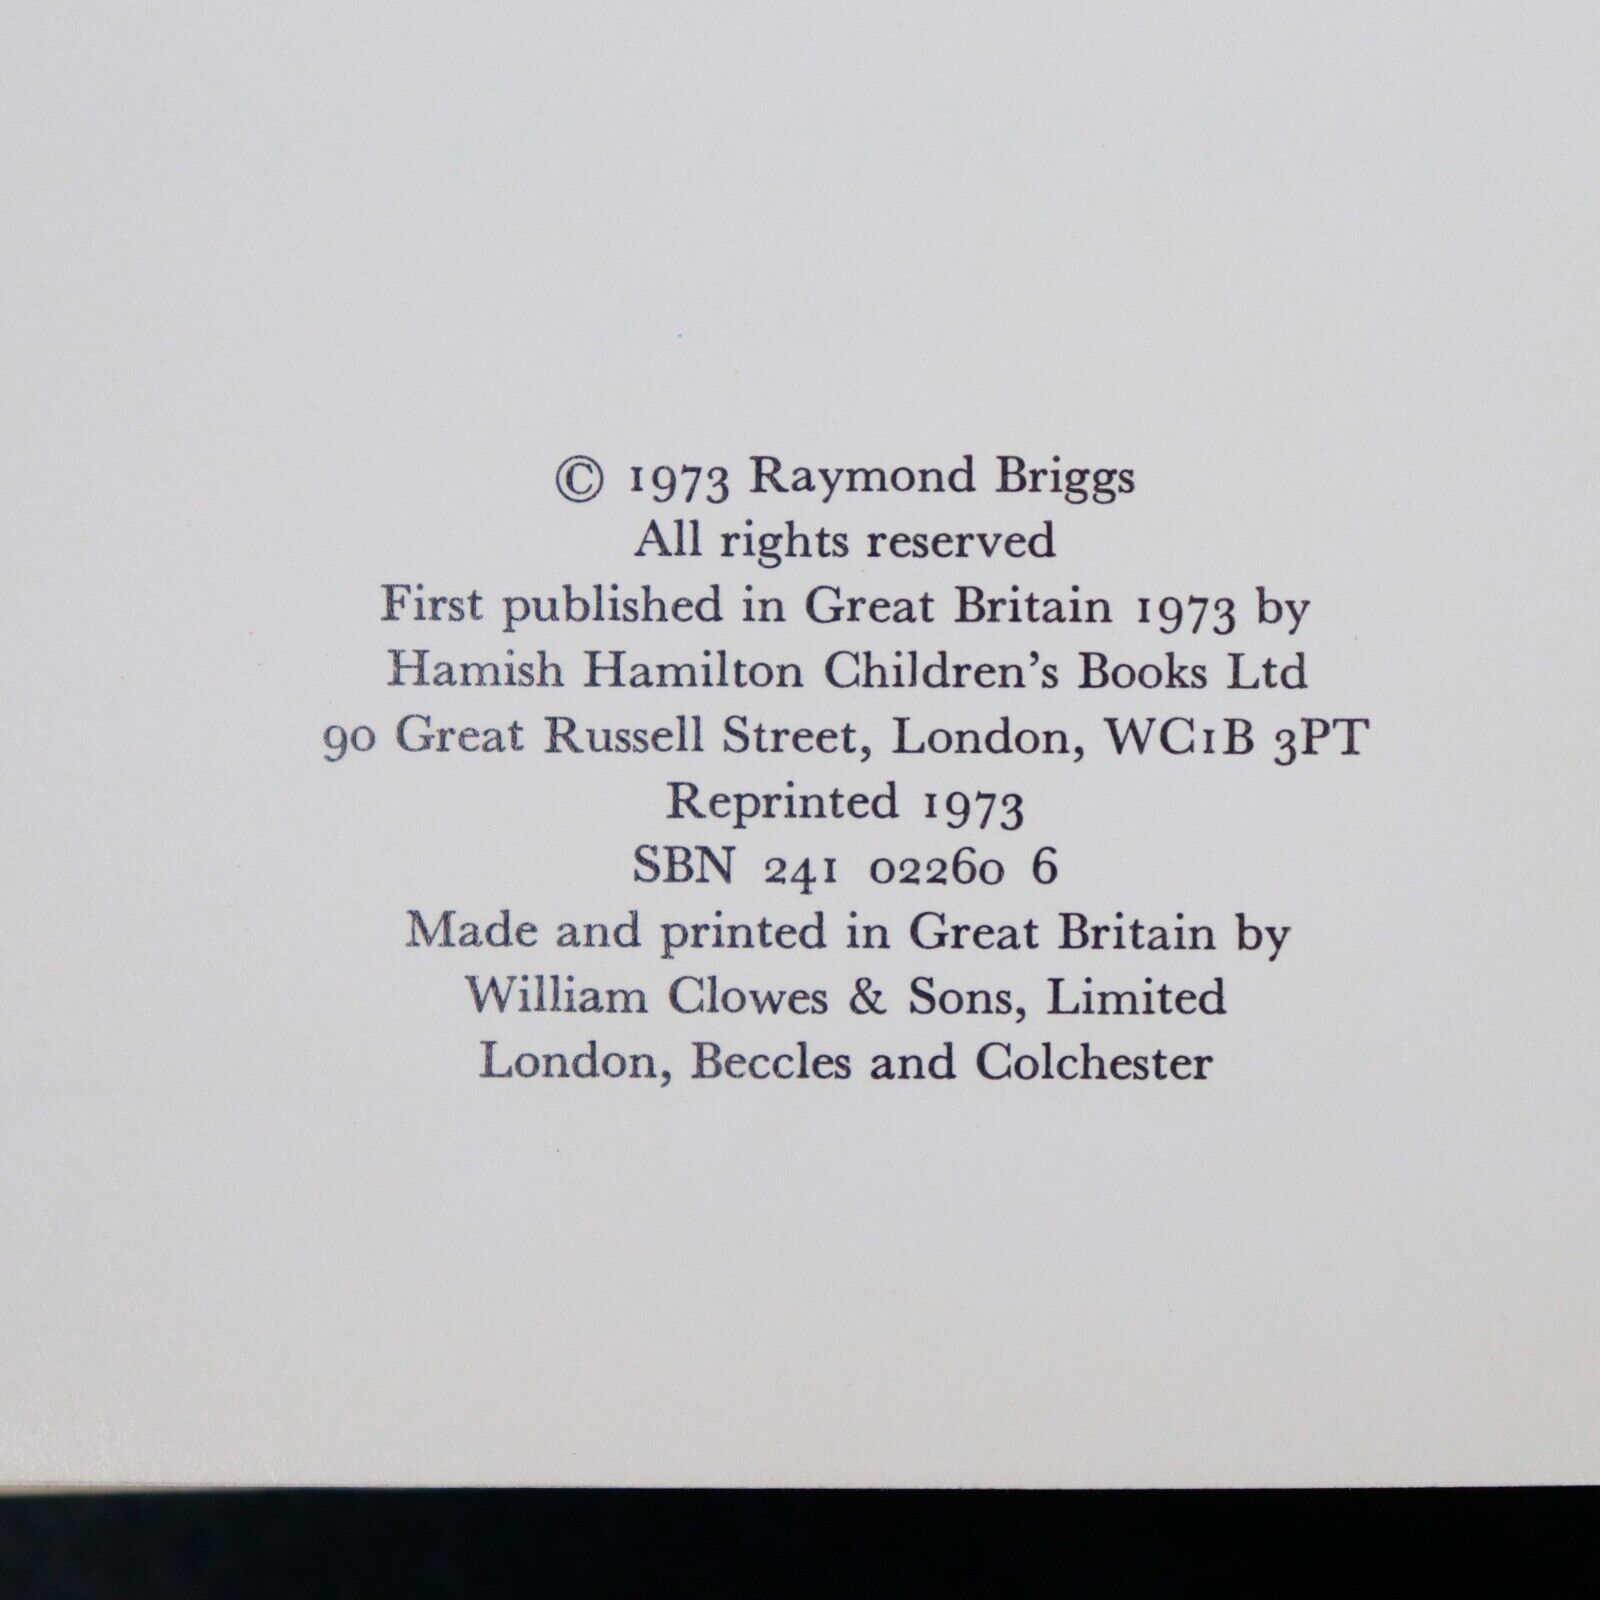 © 1973 Raymond Briggs
All rights reserved
First published in Great Britain 1973 by
Hamish Hamilton Children's Books Ltd
90 Great Russell Street, London, WC1B 3PT
Reprinted 1973
SBN 241 02260 6
Made and printed in Great Britain by
William Clowes & Sons, Limited
London, Beccles and Colchester